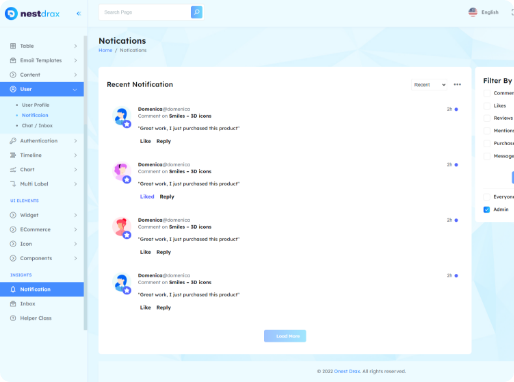 nestdrax
Search Page
English
Table
Email Templates
Content
User
User Profile
Notification
Chat / Inbox
Authentication
Timeline
Chart
Multi Label
UI ELEMENTS
Widget
ECommerce
Icon
Components
INSIGHTS
Notification
Inbox
Helper Class
Notications
Home / Notications
Recent Notification
Recent
Domenica@domenica
2h
Comment on Smiles – 3D icons
"Great work, I just purchased this product"
Like Reply
Domenica@domenica
2h
Comment on Smiles – 3D icons
"Great work, I just purchased this product"
Liked Reply
Domenica@domenica
2h
Comment on Smiles – 3D icons
"Great work, I just purchased this product"
Like Reply
Domenica@domenica
2h
Comment on Smiles – 3D icons
"Great work, I just purchased this product"
Like Reply
Load More
Filter By
Commen
Likes
Reviews
Mention
Purchase
Message
Everyone
Admin
© 2022 Onest Drax. All rights reserved.